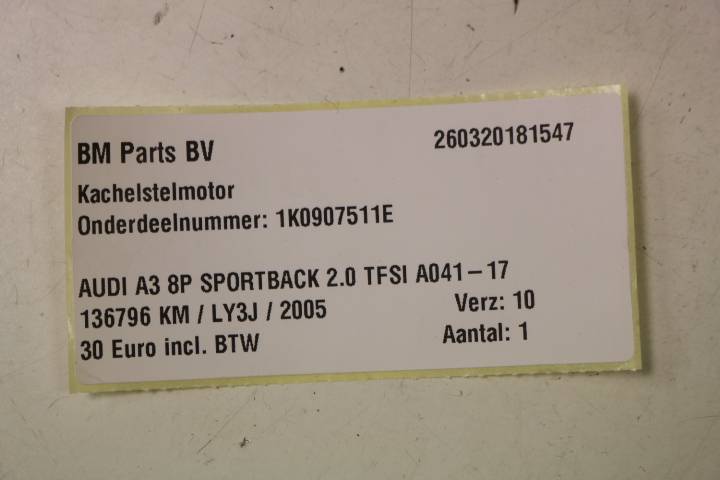 BM Parts BV 260320181547
Kachelstelmotor
Onderdeelnummer: 1K0907511E
AUDI A3 8P SPORTBACK 2.0 TFSI A041-17
136796 KM / LY3J / 2005 Verz: 10
30 Euro incl. BTW Aantal: 1